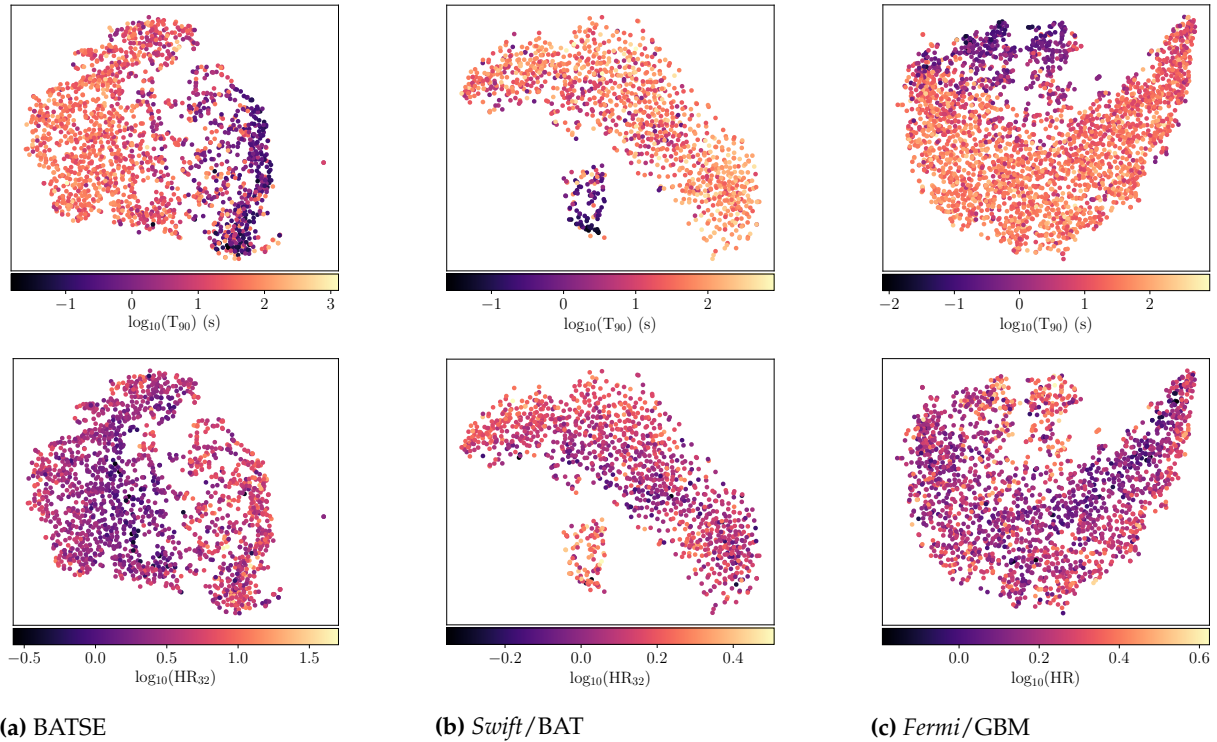 −1 0 1 2 3
log₁₀(T₉₀) (s)
−1 0 1 2
log₁₀(T₉₀) (s)
−2 −1 0 1 2
log₁₀(T₉₀) (s)
−0.5 0.0 0.5 1.0 1.5
log₁₀(HR₃₂)
−0.2 0.0 0.2 0.4
log₁₀(HR₃₂)
0.0 0.2 0.4 0.6
log₁₀(HR)
(a) BATSE
(b) Swift/BAT
(c) Fermi/GBM